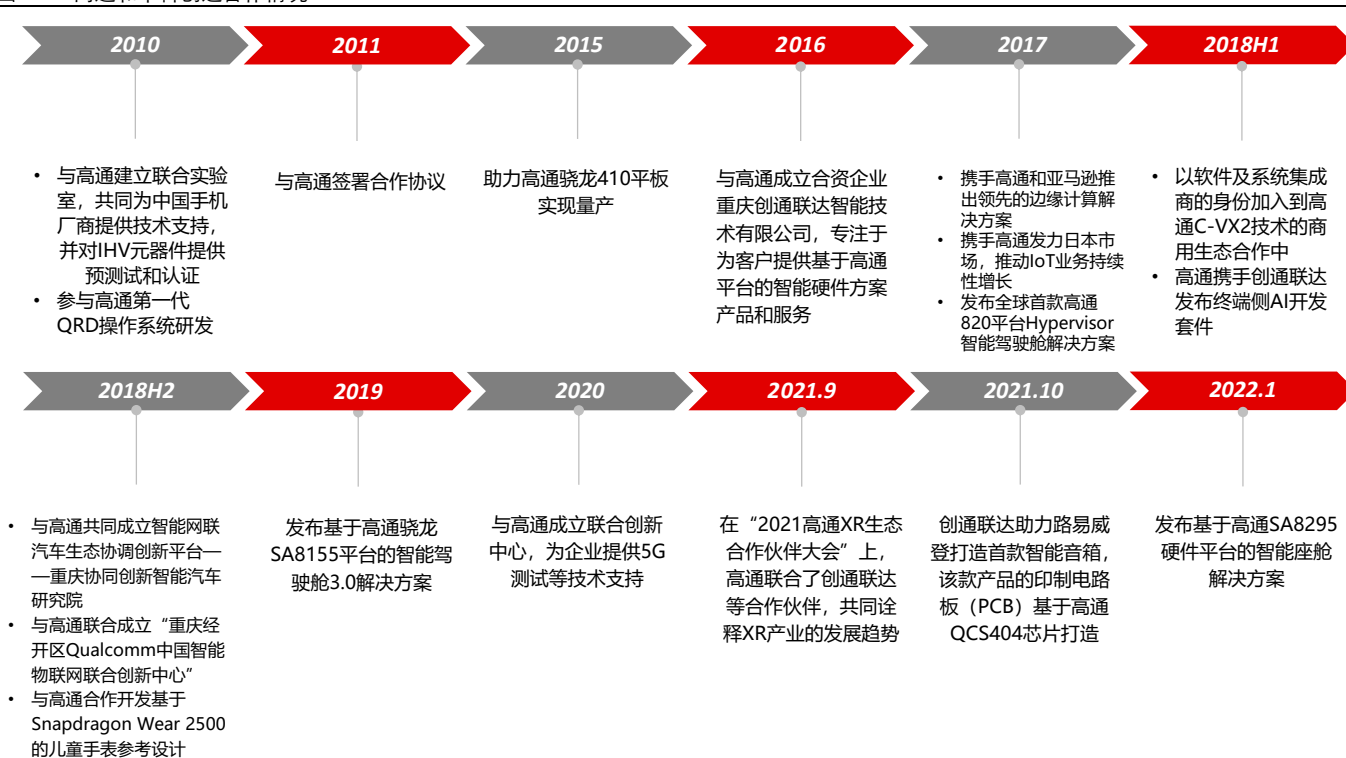 2010
2011
2015
2016
2017
2018H1
• 与高通建立联合实验
室，共同为中国手机
厂商提供技术支持，
并对IHV元器件提供
预测试和认证
• 参与高通第一代
QRD操作系统研发
与高通签署合作协议
助力高通骁龙410平板
实现量产
与高通成立合资企业
重庆创通联达智能技
术有限公司，专注于
为客户提供基于高通
平台的智能硬件方案
产品和服务
• 携手高通和亚马逊推
出领先的边缘计算解
决方案
• 携手高通发力日本市
场，推动IoT业务持续
性增长
• 发布全球首款高通
820平台Hypervisor
智能驾驶舱解决方案
• 以软件及系统集成
商的身份加入到高
通C-VX2技术的商
用生态合作中
• 高通携手创通联达
发布终端侧AI开发
套件
2018H2
2019
2020
2021.9
2021.10
2022.1
• 与高通共同成立智能网联
汽车生态协调创新平台—
—重庆协同创新智能汽车
研究院
• 与高通联合成立“重庆经
开区Qualcomm中国智能
物联网联合创新中心”
• 与高通合作开发基于
Snapdragon Wear 2500
的儿童手表参考设计
发布基于高通骁龙
SA8155平台的智能驾
驶舱3.0解决方案
与高通成立联合创新
中心，为企业提供5G
测试等技术支持
在“2021高通XR生态
合作伙伴大会”上，
高通联合了创通联达
等合作伙伴，共同诠
释XR产业的发展趋势
创通联达助力路易威
登打造首款智能音箱，
该款产品的印制电路
板（PCB）基于高通
QCS404芯片打造
发布基于高通SA8295
硬件平台的智能座舱
解决方案